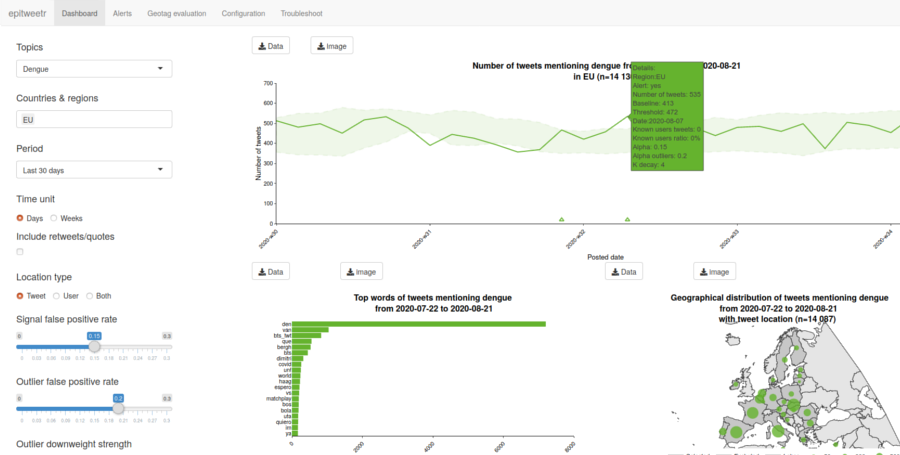 epitweetr Dashboard Alerts Geotag evaluation Configuration Troubleshoot
Topics
Dengue
Countries & regions
EU
Period
Last 30 days
Time unit
Days Weeks
Include retweets/quotes
Location type
Tweet User Both
Signal false positive rate
0 0.15 0.3
0 0.03 0.06 0.09 0.12 0.15 0.18 0.21 0.24 0.27 0.3
Outlier false positive rate
0 0.2 0.3
0 0.03 0.06 0.09 0.12 0.15 0.18 0.21 0.24 0.27 0.3
Outlier downweight strength
Data Image
Number of tweets mentioning dengue 2020-08-21
in EU (n=14
Details:
Region:EU
Alert: yes
Number of tweets: 535
Baseline: 413
Threshold: 472
Date:2020-08-07
Known users tweets: 0
Known users ratio: 0%
Alpha: 0.15
Alpha outliers: 0.2
K decay: 4
Number of tweets
700
600
500
400
300
200
100
0
2020-w30 2020-w31 2020-w32 2020-w33 2020-w34
Posted date
Data Image
Top words of tweets mentioning dengue
from 2020-07-22 to 2020-08-21
den
van
bts_twt
que
bergh
bts
dimitri
covid
unf
world
haag
espero
vs
matchplay
box
bola
uta
quiero
im
ya
0 2000 4000 6000 8000
Data Image
Geographical distribution of tweets mentioning dengue
from 2020-07-22 to 2020-08-21
with tweet location (n=14 087)